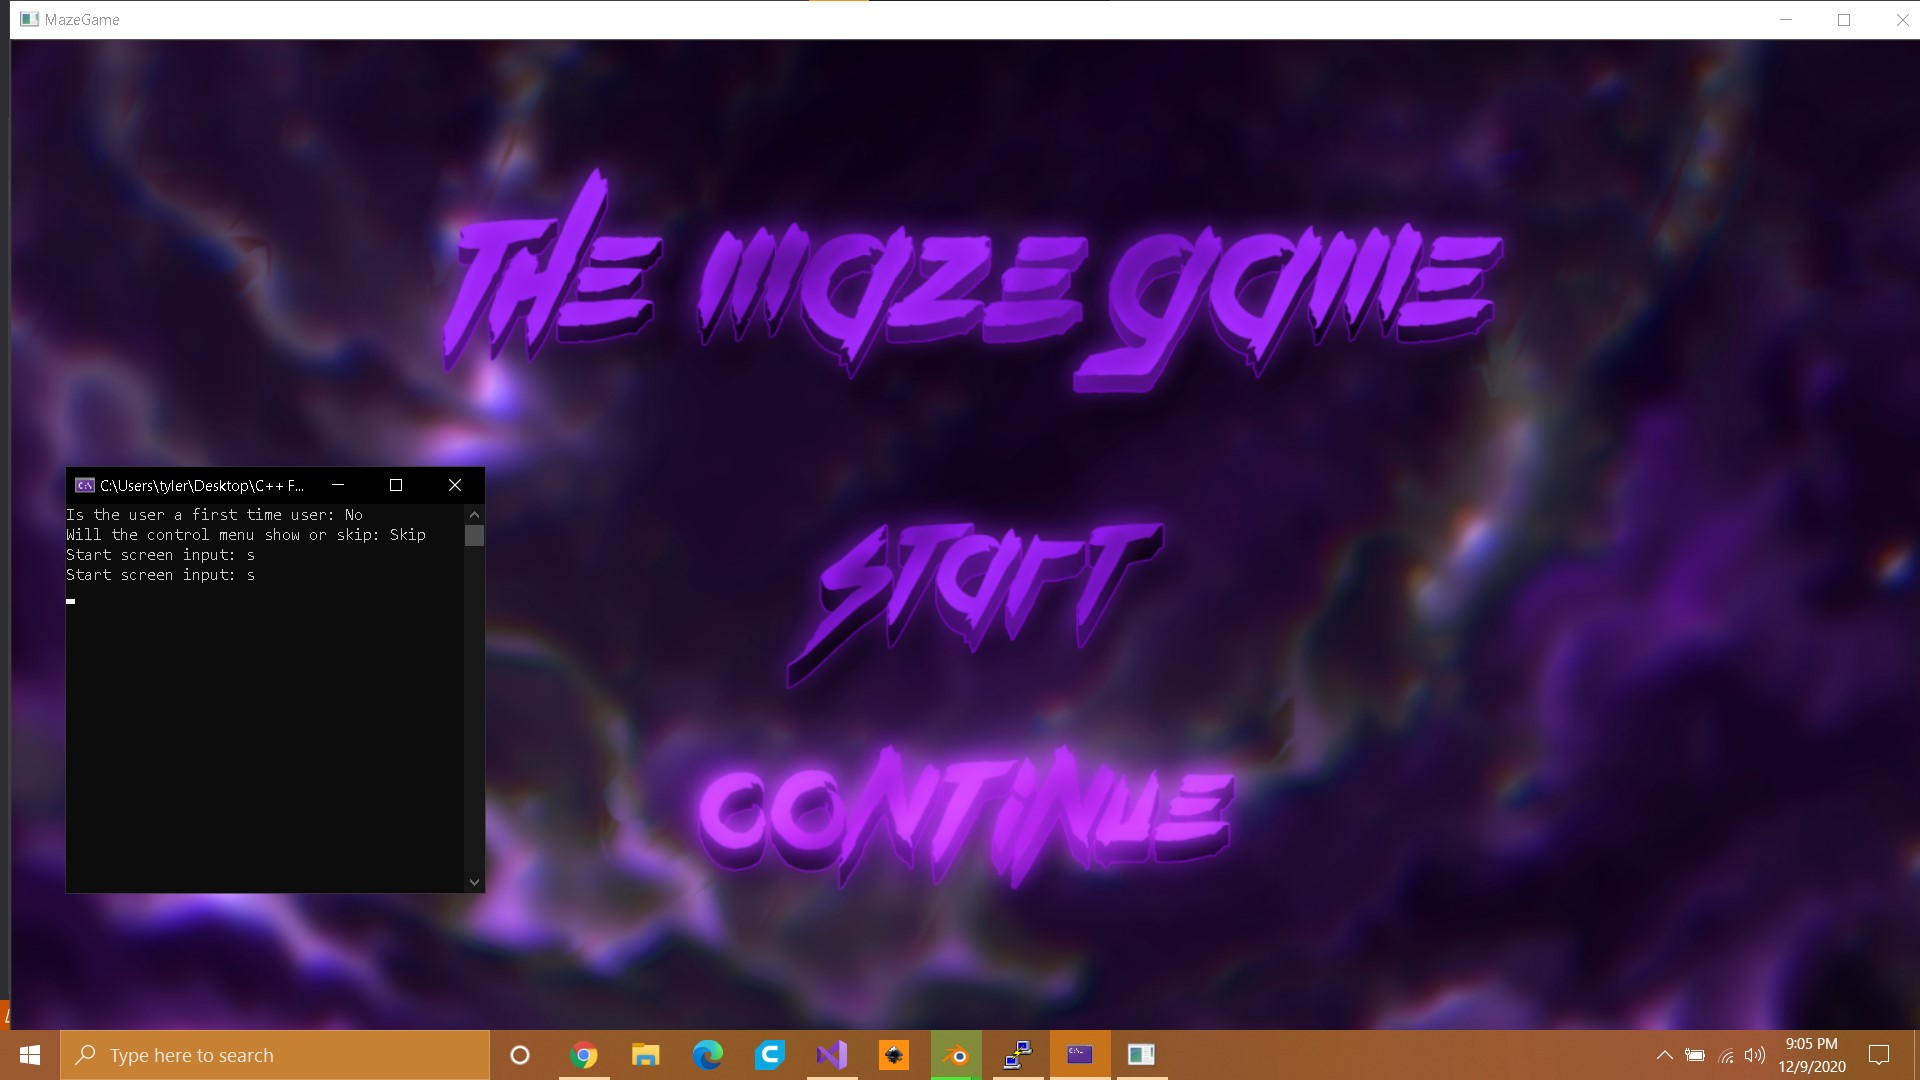 MazeGame
THE MAZE GAME
START
CONTINUE
C:\Users\tyler\Desktop\C++ F...
Is the user a first time user: No
Will the control menu show or skip: Skip
Start screen input: s
Start screen input: s
Type here to search
9:05 PM
12/9/2020